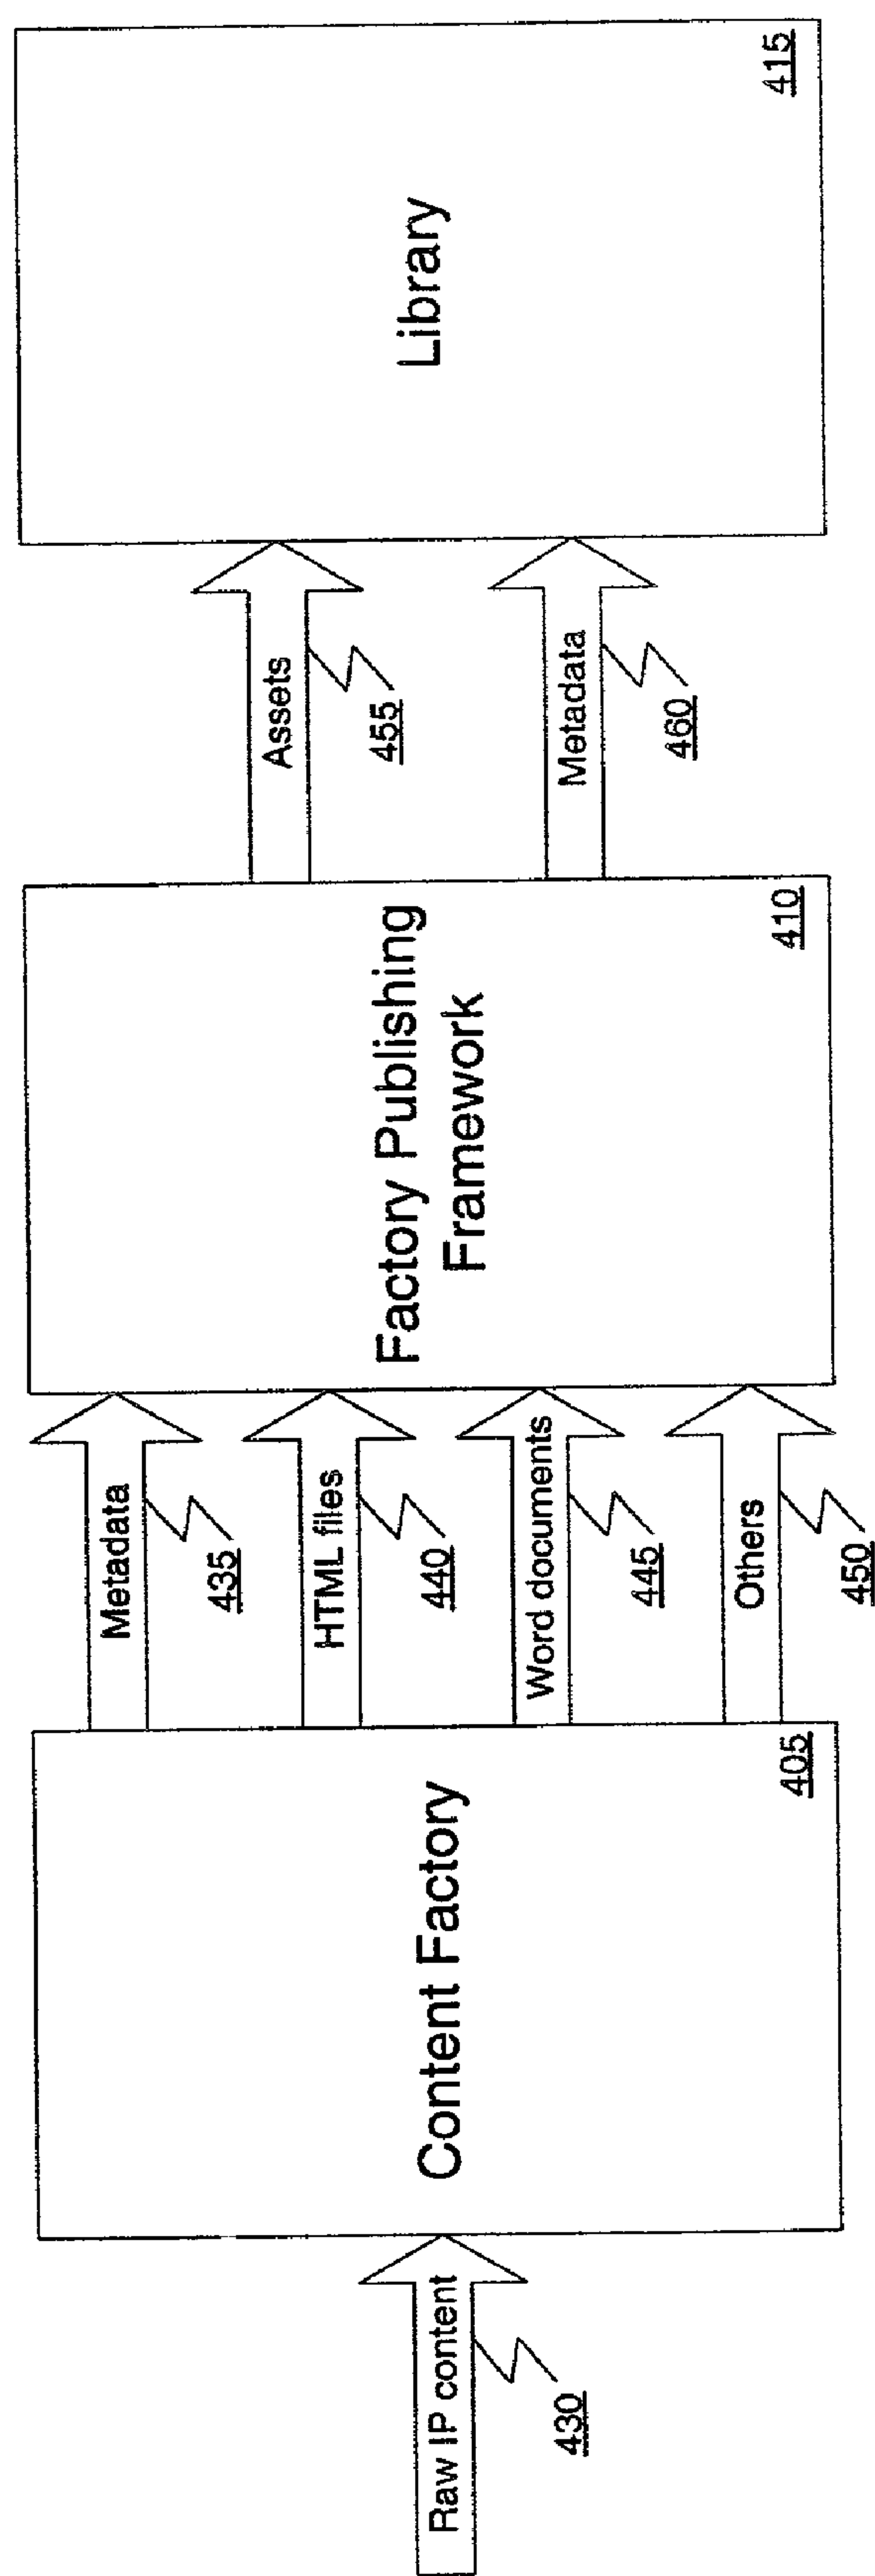 Raw IP content
430
Content Factory
405
Metadata
435
HTML files
440
Word documents
445
Others
450
Factory Publishing
Framework
410
Assets
455
Metadata
460
Library
415